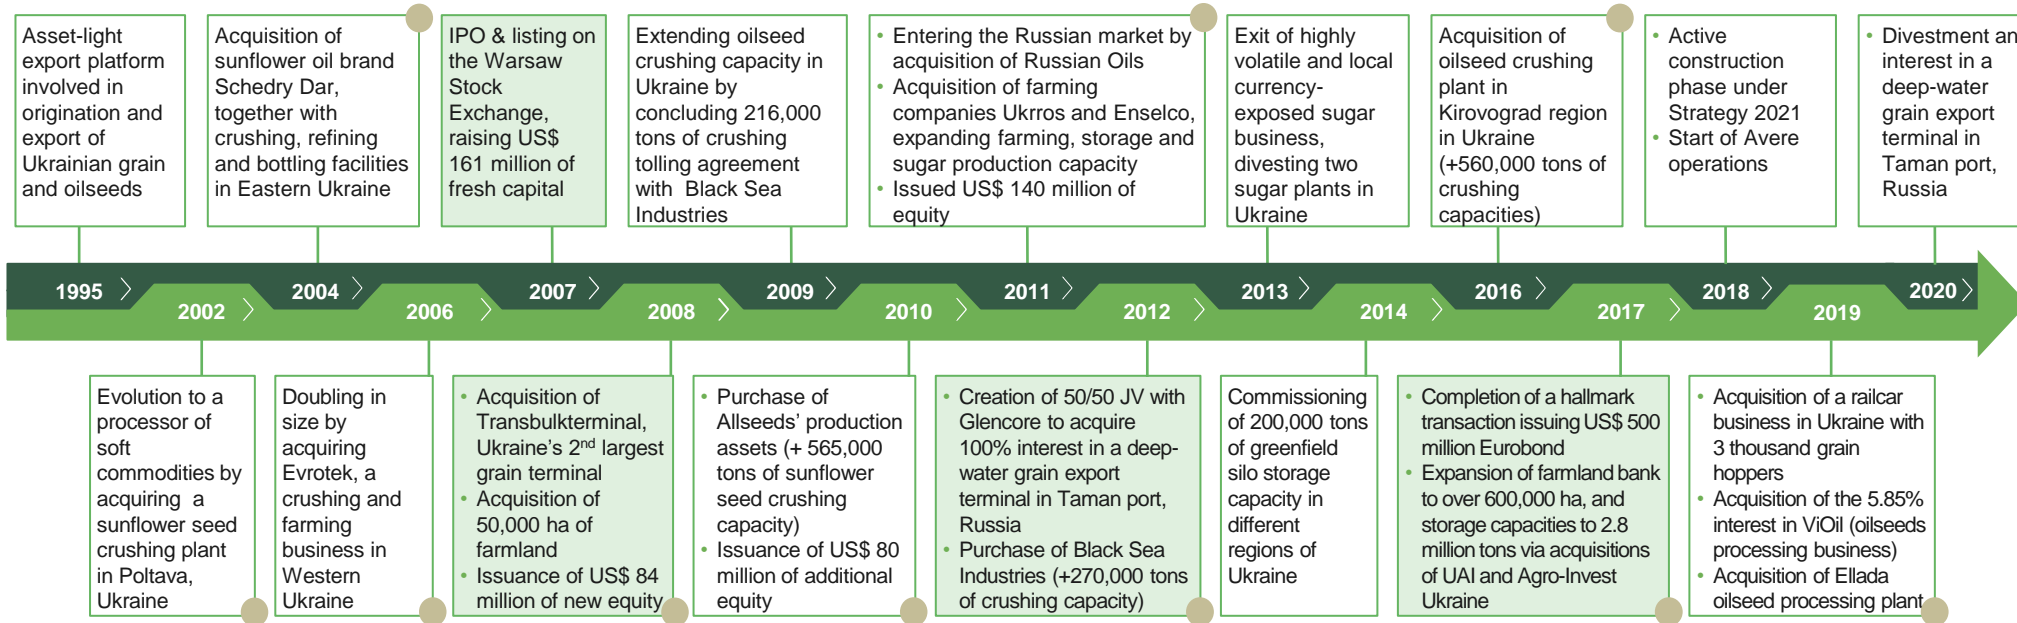 Asset-light
export platform
involved in
origination and
export of
Ukrainian grain
and oilseeds
Acquisition of
sunflower oil brand
Schedry Dar,
together with
crushing, refining
and bottling facilities
in Eastern Ukraine
IPO & listing on
the Warsaw
Stock
Exchange,
raising US$
161 million of
fresh capital
Extending oilseed
crushing capacity in
Ukraine by
concluding 216,000
tons of crushing
tolling agreement
with Black Sea
Industries
• Entering the Russian market by
acquisition of Russian Oils
• Acquisition of farming
companies Ukrros and Enselco,
expanding farming, storage and
sugar production capacity
• Issued US$ 140 million of
equity
Exit of highly
volatile and local
currency-
exposed sugar
business,
divesting two
sugar plants in
Ukraine
Acquisition of
oilseed crushing
plant in
Kirovograd region
in Ukraine
(+560,000 tons of
crushing
capacities)
• Active
construction
phase under
Strategy 2021
• Start of Avere
operations
• Divestment an
interest in a
deep-water
grain export
terminal in
Taman port,
Russia
1995
2004
2007
2009
2011
2013
2016
2018
2020
2002
2006
2008
2010
2012
2014
2017
2019
Evolution to a
processor of
soft
commodities by
acquiring a
sunflower seed
crushing plant
in Poltava,
Ukraine
Doubling in
size by
acquiring
Evrotek, a
crushing and
farming
business in
Western
Ukraine
• Acquisition of
Transbulkterminal,
Ukraine's 2nd largest
grain terminal
• Acquisition of
50,000 ha of
farmland
• Issuance of US$ 84
million of new equity
• Purchase of
Allseeds' production
assets (+ 565,000
tons of sunflower
seed crushing
capacity)
• Issuance of US$ 80
million of additional
equity
• Creation of 50/50 JV with
Glencore to acquire
100% interest in a deep-
water grain export
terminal in Taman port,
Russia
• Purchase of Black Sea
Industries (+270,000 tons
of crushing capacity)
Commissioning
of 200,000 tons
of greenfield
silo storage
capacity in
different
regions of
Ukraine
• Completion of a hallmark
transaction issuing US$ 500
million Eurobond
• Expansion of farmland bank
to over 600,000 ha, and
storage capacities to 2.8
million tons via acquisitions
of UAI and Agro-Invest
Ukraine
• Acquisition of a railcar
business in Ukraine with
3 thousand grain
hoppers
• Acquisition of the 5.85%
interest in ViOil (oilseeds
processing business)
• Acquisition of Ellada
oilseed processing plant